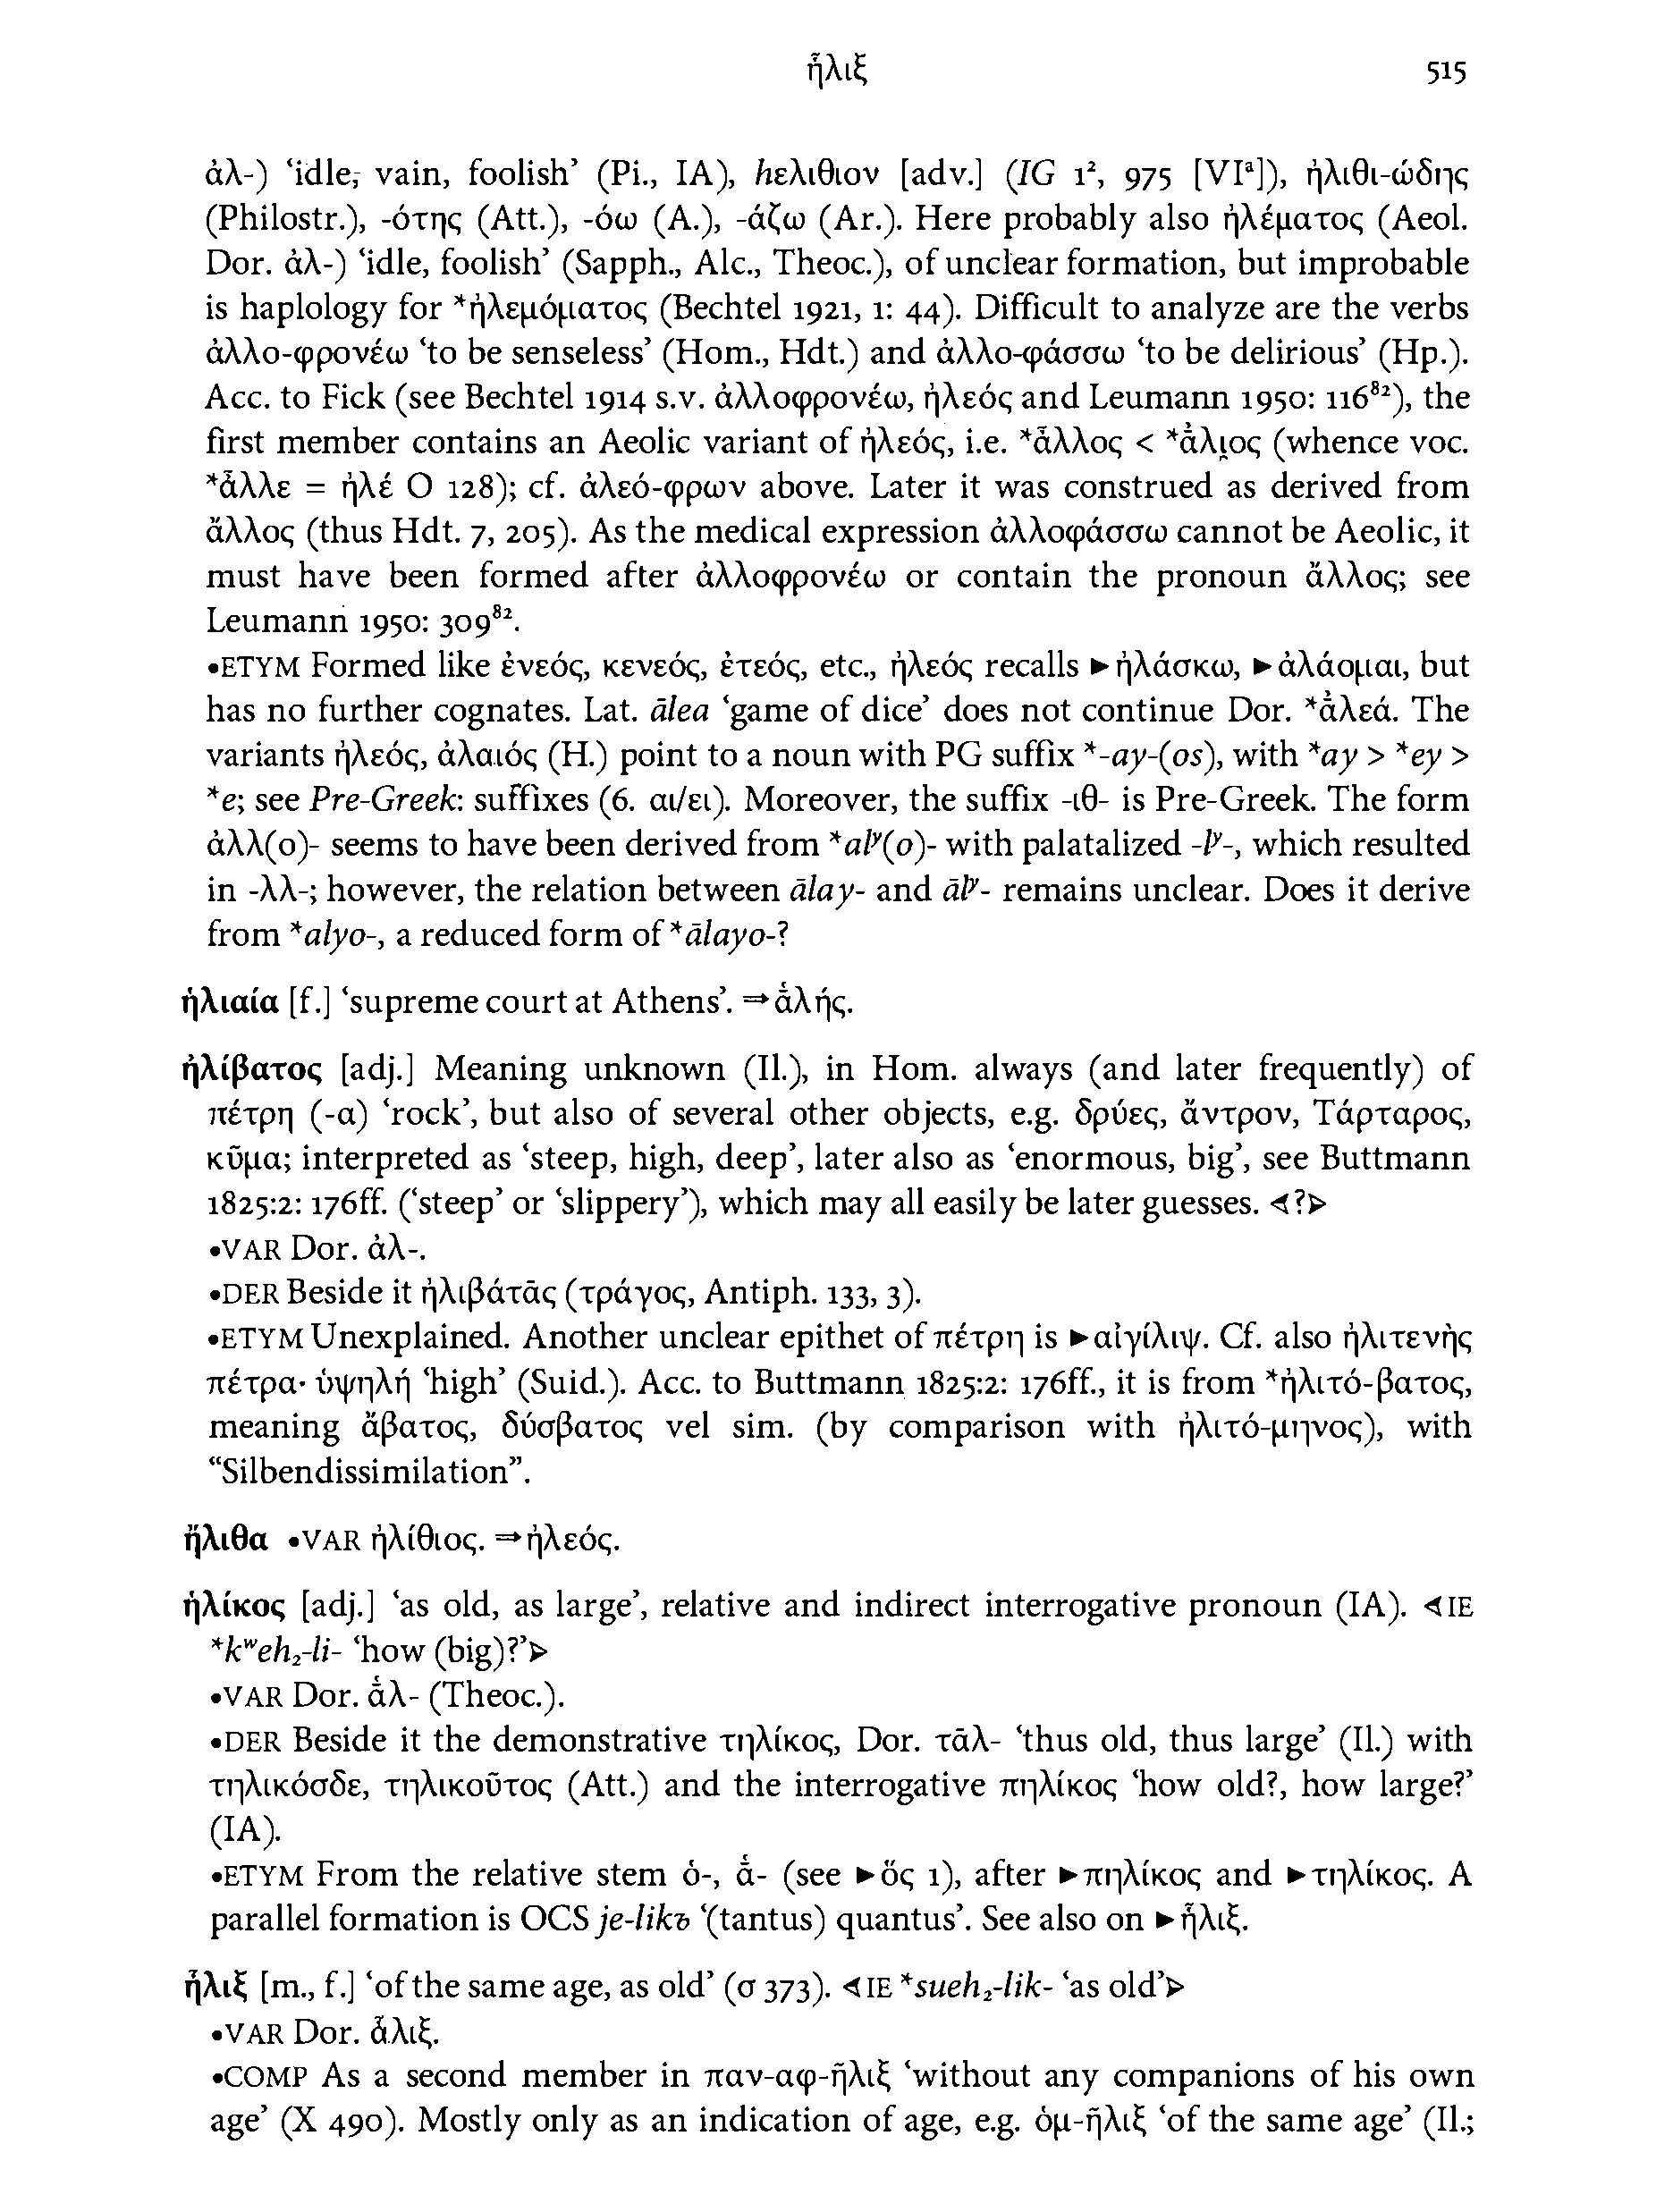 ἧλιξ 515
ἀλ-) ‘idle, vain, foolish’ (Pi., IA), hελιθιον [adv.] (IG 1², 975 [VIᵃ]), ἠλιθι-ώδης
(Philostr.), -ότης (Att.), -όω (A.), -άζω (Ar.). Here probably also ἠλέματος (Aeol.
Dor. ἀλ-) ‘idle, foolish’ (Sapph., Alc., Theoc.), of unclear formation, but improbable
is haplology for *ἠλεμόματος (Bechtel 1921, 1: 44). Difficult to analyze are the verbs
ἀλλο-φρονέω ‘to be senseless’ (Hom., Hdt.) and ἀλλο-φάσσω ‘to be delirious’ (Hp.).
Acc. to Fick (see Bechtel 1914 s.v. ἀλλοφρονέω, ἠλεός and Leumann 1950: 116⁸²), the
first member contains an Aeolic variant of ἠλεός, i.e. *ἆλλος < *ἆ̄λι̯ος (whence voc.
*ἆλλε = ἠλέ Ο 128); cf. ἀλεό-φρων above. Later it was construed as derived from
ἄλλος (thus Hdt. 7, 205). As the medical expression ἀλλοφάσσω cannot be Aeolic, it
must have been formed after ἀλλοφρονέω or contain the pronoun ἄλλος; see
Leumann 1950: 309⁸².
•ETYM Formed like ἐνεός, κενεός, ἐτεός, etc., ἠλεός recalls ►ἠλάσκω, ►ἀλάομαι, but
has no further cognates. Lat. ālea ‘game of dice’ does not continue Dor. *ἀ̄λεά. The
variants ἠλεός, ἀλαιός (H.) point to a noun with PG suffix *-ay-(os), with *ay > *ey >
*e; see Pre-Greek: suffixes (6. αι/ει). Moreover, the suffix -ιθ- is Pre-Greek. The form
ἀλλ(ο)- seems to have been derived from *alʸ(o)- with palatalized -lʸ-, which resulted
in -λλ-; however, the relation between ālay- and ālʸ- remains unclear. Does it derive
from *alyo-, a reduced form of *ālayo-?
ἡλιαία [f.] ‘supreme court at Athens’. ⇒ἁ̄λής.
ἠλίβατος [adj.] Meaning unknown (Il.), in Hom. always (and later frequently) of
πέτρη (-α) ‘rock’, but also of several other objects, e.g. δρύες, ἄντρον, Τάρταρος,
κῦμα; interpreted as ‘steep, high, deep’, later also as ‘enormous, big’, see Buttmann
1825:2: 176ff. (‘steep’ or ‘slippery’), which may all easily be later guesses. ⊲?⊳
•VAR Dor. ἀλ-.
•DER Beside it ἠλιβάτᾱς (τράγος, Antiph. 133, 3).
•ETYM Unexplained. Another unclear epithet of πέτρη is ►αἰγίλιψ. Cf. also ἠλιτενὴς
πέτρα· ὑψηλή ‘high’ (Suid.). Acc. to Buttmann 1825:2: 176ff., it is from *ἠλιτό-βατος,
meaning ἄβατος, δύσβατος vel sim. (by comparison with ἠλιτό-μηνος), with
“Silbendissimilation”.
ἤλιθα •VAR ἠλίθιος. ⇒ἠλεός.
ἡλίκος [adj.] ‘as old, as large’, relative and indirect interrogative pronoun (IA). ⊲IE
*kʷeh₂-li- ‘how (big)?’⊳
•VAR Dor. ἁ̄λ- (Theoc.).
•DER Beside it the demonstrative τηλίκος, Dor. τᾱλ- ‘thus old, thus large’ (Il.) with
τηλικόσδε, τηλικοῦτος (Att.) and the interrogative πηλίκος ‘how old?, how large?’
(IA).
•ETYM From the relative stem ὁ-, ἁ̄- (see ►ὅς 1), after ►πηλίκος and ►τηλίκος. A
parallel formation is OCS je-likъ ‘(tantus) quantus’. See also on ►ἧλιξ.
ἧλιξ [m., f.] ‘of the same age, as old’ (σ 373). ⊲IE *sueh₂-lik- ‘as old’⊳
•VAR Dor. ἇλιξ.
•COMP As a second member in παν-αφ-ῆλιξ ‘without any companions of his own
age’ (Χ 490). Mostly only as an indication of age, e.g. ὁμ-ῆλιξ ‘of the same age’ (Il.;